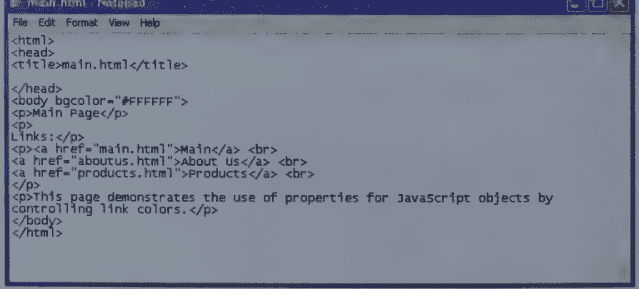 main.html - Notepad
File Edit Format View Help
<html>
<head>
<title>main.html</title>
</head>
<body bgcolor="#FFFFFF">
<p>Main Page</p>
<p>
Links:</p>
<p><a href="main.html">Main</a> <br>
<a href="aboutus.html">About Us</a> <br>
<a href="products.html">Products</a> <br>
</p>
<p>This page demonstrates the use of properties for JavaScript objects by
controlling link colors.</p>
</body>
</html>